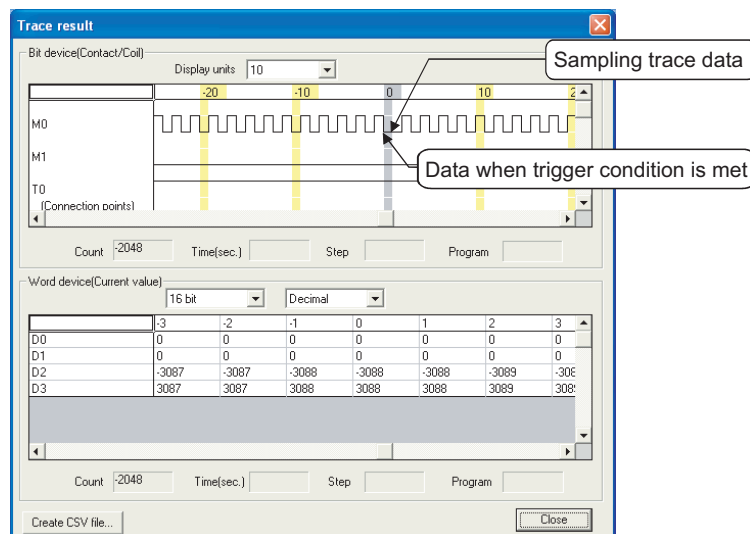 Trace result
Bit device(Contact/Coil)
Display units 10
Sampling trace data
-20 -10 0 10 2
M0
Data when trigger condition is met
M1
T0
(Connection points)
Count -2048 Time(sec.) Step Program
Word device(Current value)
16 bit Decimal
-3 -2 -1 0 1 2 3
D0 0 0 0 0 0 0 0
D1 0 0 0 0 0 0 0
D2 -3087 -3087 -3088 -3088 -3088 -3089 -308
D3 3087 3087 3088 3088 3088 3089 308
Count -2048 Time(sec.) Step Program
Create CSV file... Close